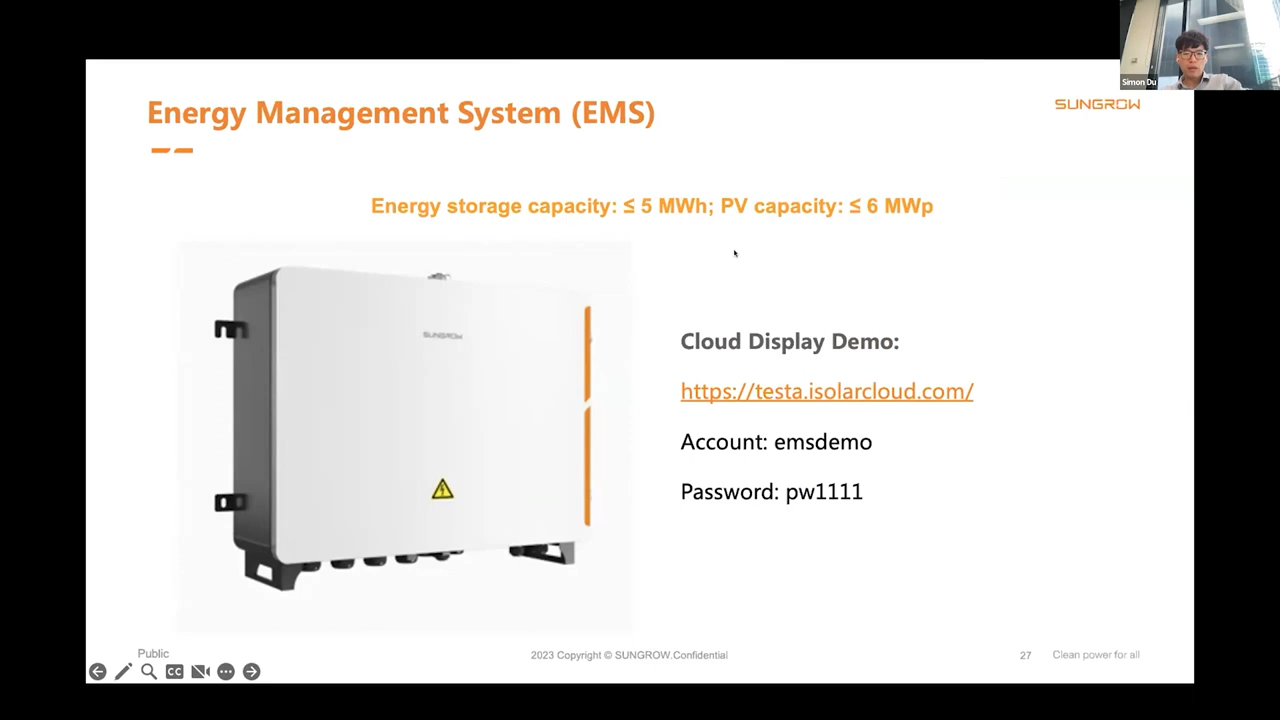 Simon Du
Energy Management System (EMS)
SUNGROW
Energy storage capacity: ≤ 5 MWh; PV capacity: ≤ 6 MWp
SUNGROW
Cloud Display Demo:
https://testa.isolarcloud.com/
Account: emsdemo
Password: pw1111
Public
2023 Copyright © SUNGROW.Confidential
27
Clean power for all
CC